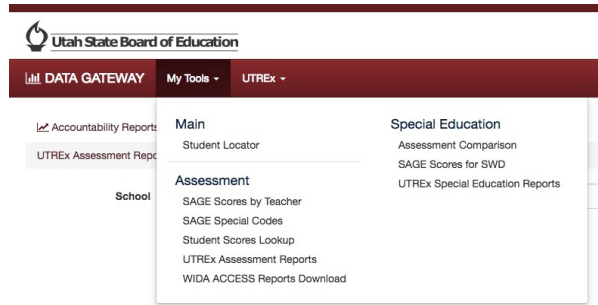 Utah State Board of Education
DATA GATEWAY My Tools UTREx
Accountability Reports
UTREx Assessment Repo
School
Main
Student Locator
Assessment
SAGE Scores by Teacher
SAGE Special Codes
Student Scores Lookup
UTREx Assessment Reports
WIDA ACCESS Reports Download
Special Education
Assessment Comparison
SAGE Scores for SWD
UTREx Special Education Reports